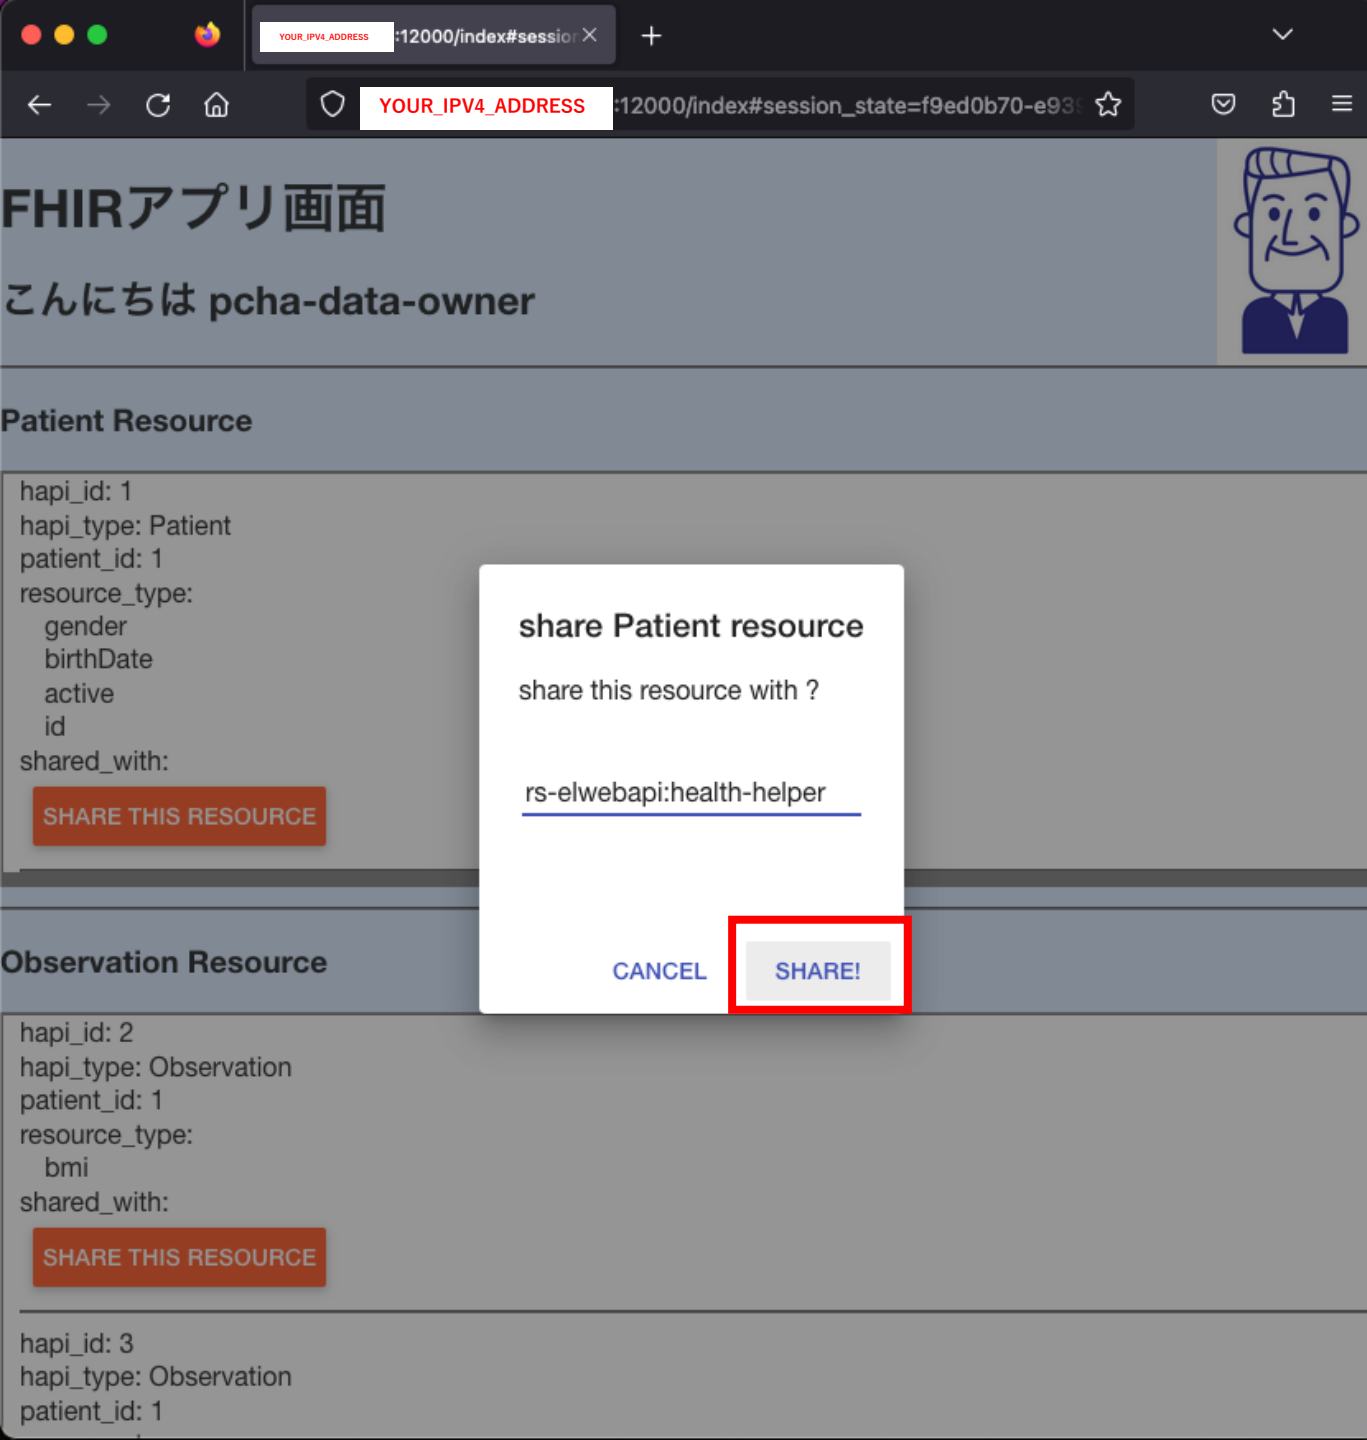 YOUR_IPV4_ADDRESS :12000/index#session
YOUR_IPV4_ADDRESS :12000/index#session_state=f9ed0b70-e939
FHIRアプリ画面
こんにちは pcha-data-owner
Patient Resource
hapi_id: 1
hapi_type: Patient
patient_id: 1
resource_type:
gender
birthDate
active
id
shared_with:
SHARE THIS RESOURCE
share Patient resource
share this resource with ?
rs-elwebapi:health-helper
CANCEL
SHARE!
Observation Resource
hapi_id: 2
hapi_type: Observation
patient_id: 1
resource_type:
bmi
shared_with:
SHARE THIS RESOURCE
hapi_id: 3
hapi_type: Observation
patient_id: 1